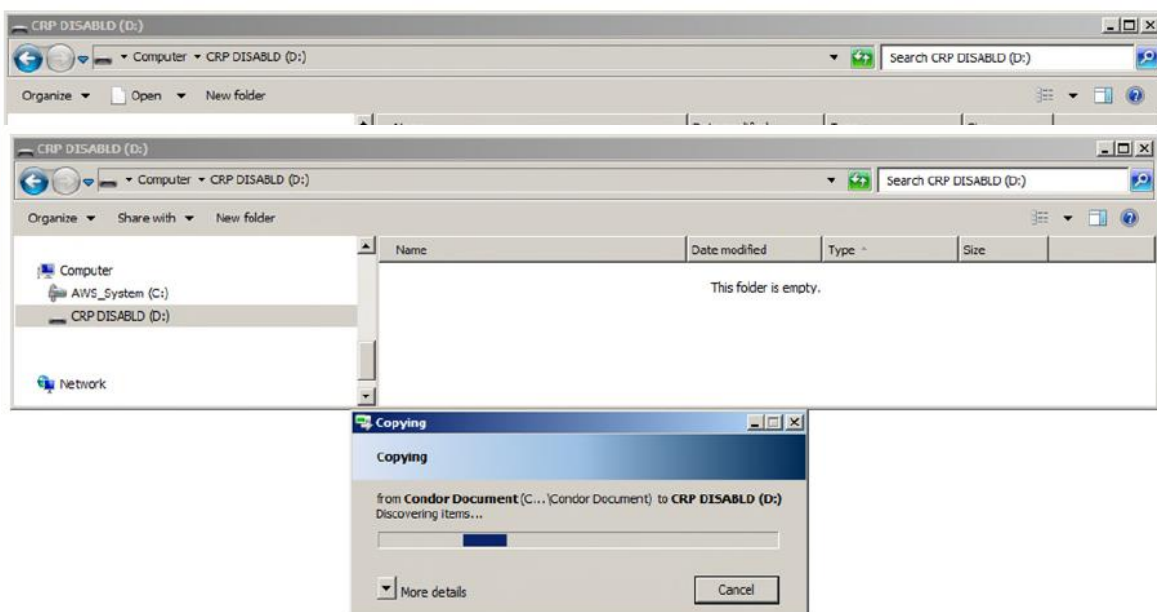 CRP DISABLD (D:)
Computer CRP DISABLD (D:) Search CRP DISABLD (D:)
Organize Open New folder
CRP DISABLD (D:)
Computer CRP DISABLD (D:) Search CRP DISABLD (D:)
Organize Share with New folder
Name Date modified Type Size
This folder is empty.
Computer
AWS_System (C:)
CRP DISABLD (D:)
Network
Copying
Copying
from Condor Document (C...\Condor Document) to CRP DISABLD (D:)
Discovering items...
More details Cancel